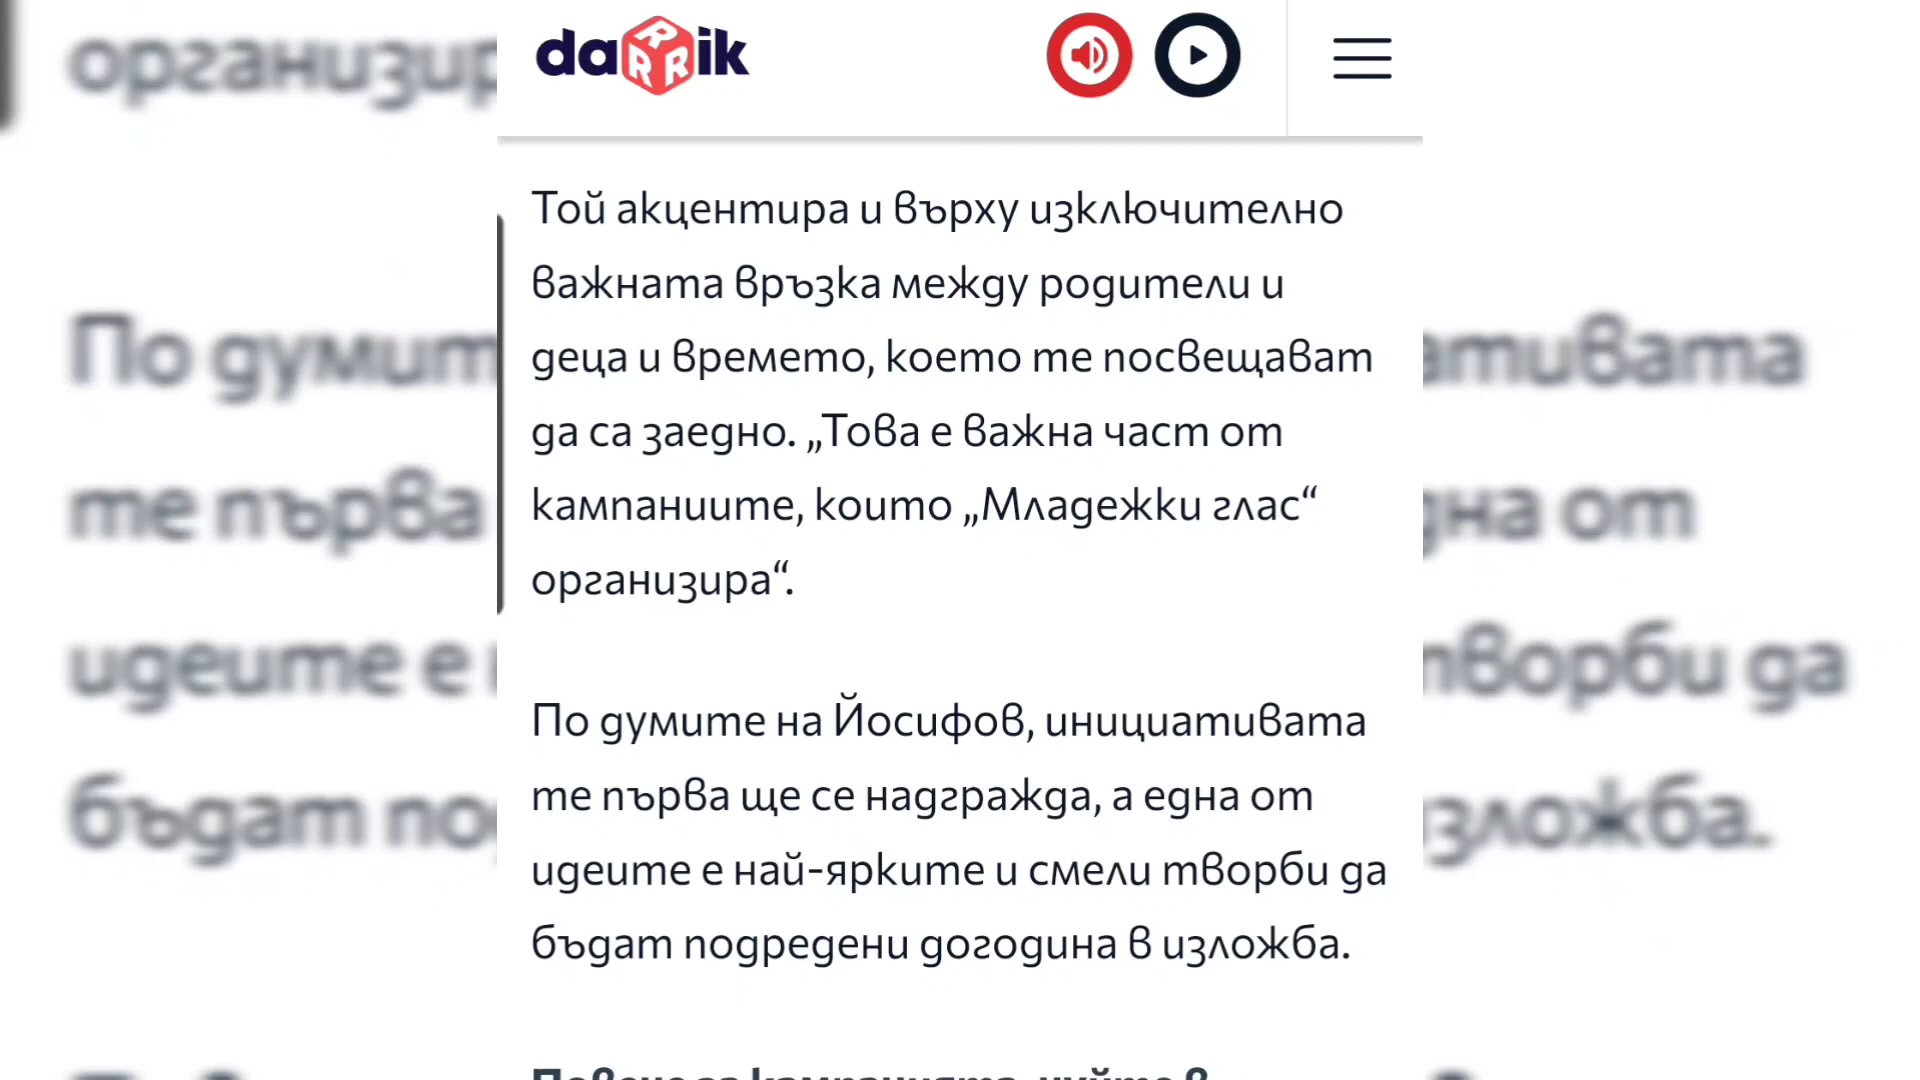 darik
Той акцентира и върху изключително
важната връзка между родители и
деца и времето, което те посвещават
да са заедно. „Това е важна част от
кампаниите, които „Младежки глас“
организира“.
По думите на Йосифов, инициативата
те първа ще се надгражда, а една от
идеите е най-ярките и смели творби да
бъдат подредени догодина в изложба.